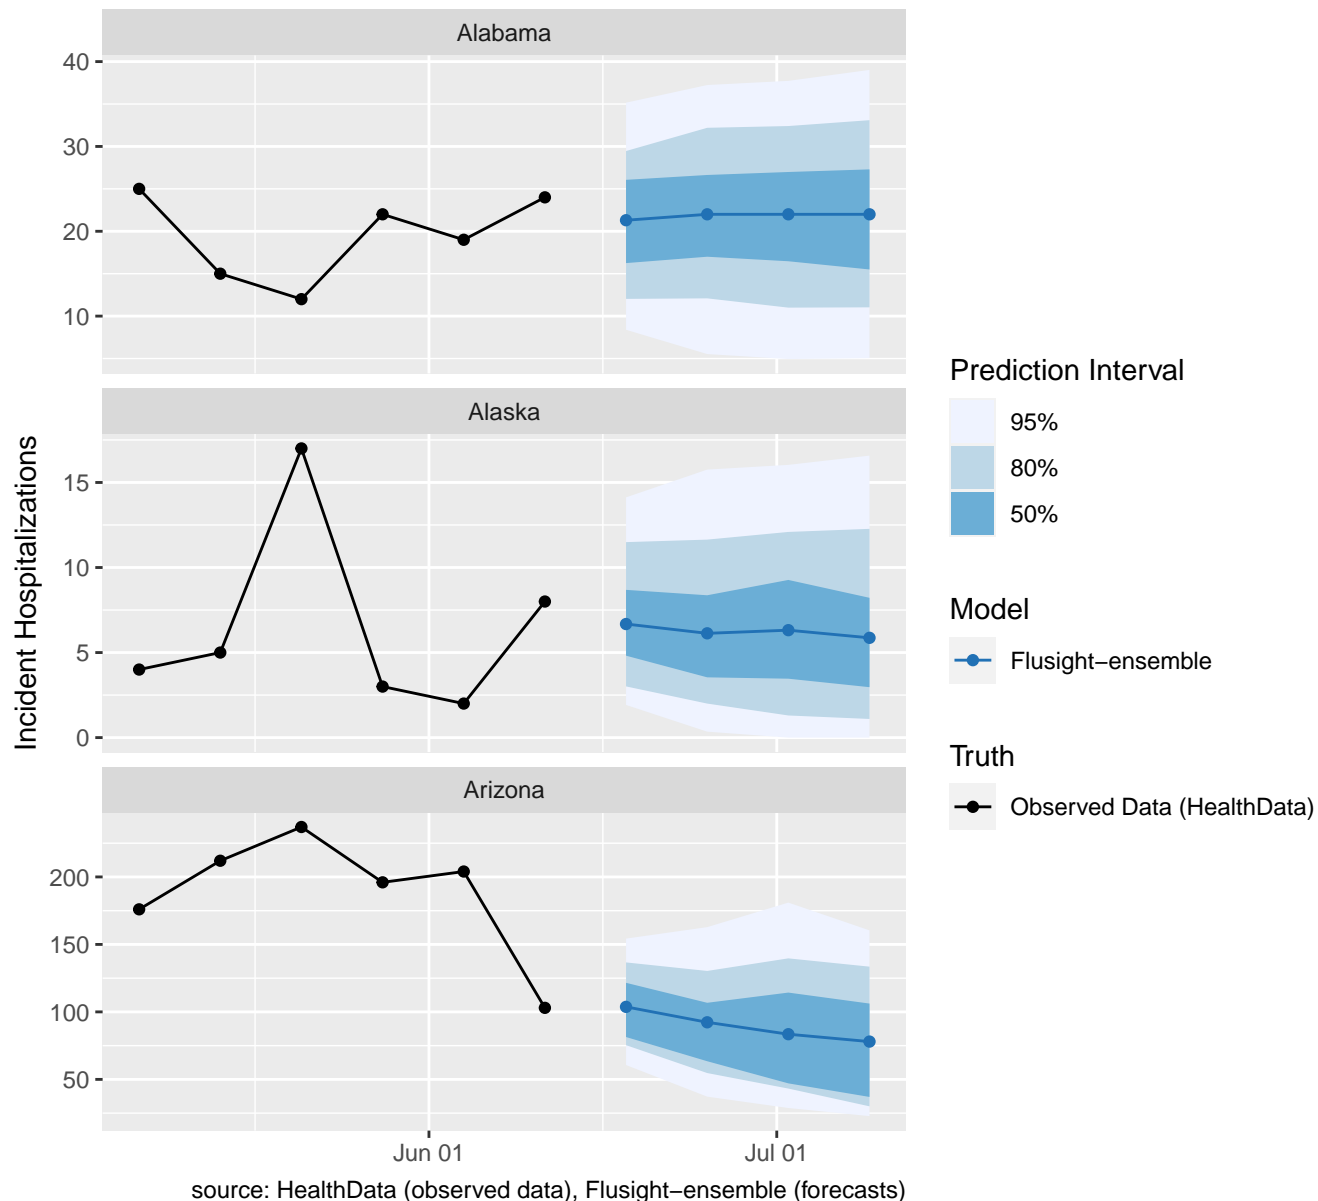 Alabama
40
30
20
10
Alaska
15
10
5
0
Arizona
200
150
100
50
Jun 01
Jul 01
Incident Hospitalizations
source: HealthData (observed data), Flusight−ensemble (forecasts)
Prediction Interval
95%
80%
50%
Model
Flusight−ensemble
Truth
Observed Data (HealthData)